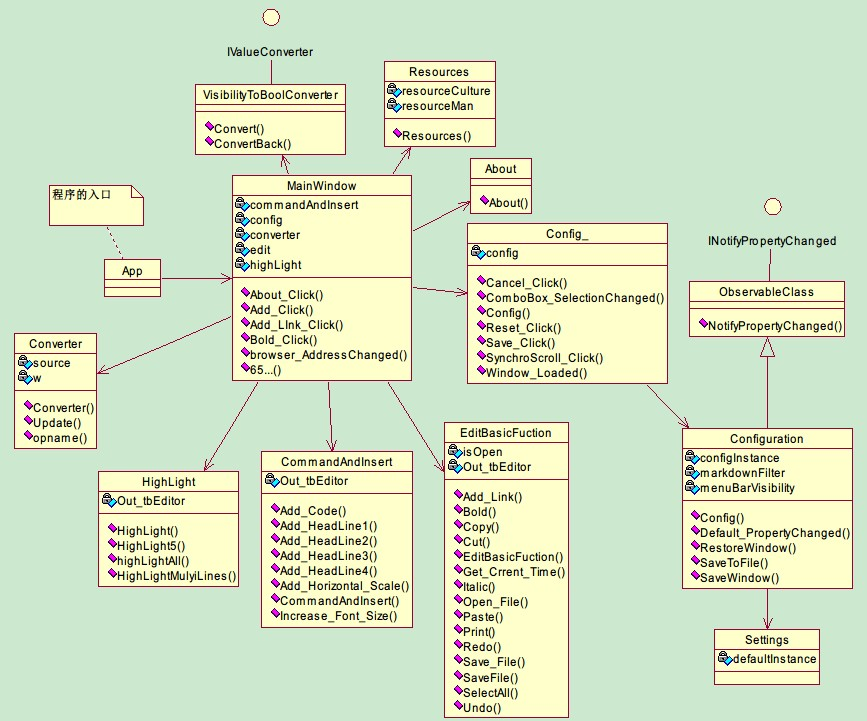 IValueConverter
VisibilityToBoolConverter
Convert()
ConvertBack()
Resources
resourceCulture
resourceMan
Resources()
About
About()
程序的入口
App
MainWindow
commandAndInsert
config
converter
edit
highLight
About_Click()
Add_Click()
Add_LInk_Click()
Bold_Click()
browser_AddressChanged()
65...()
Config_
config
Cancel_Click()
ComboBox_SelectionChanged()
Config()
Reset_Click()
Save_Click()
SynchroScroll_Click()
Window_Loaded()
INotifyPropertyChanged
ObservableClass
NotifyPropertyChanged()
Converter
source
w
Converter()
Update()
opname()
HighLight
Out_tbEditor
HighLight()
HighLight5()
highLightAll()
HighLightMulyiLines()
CommandAndInsert
Out_tbEditor
Add_Code()
Add_HeadLine1()
Add_HeadLine2()
Add_HeadLine3()
Add_HeadLine4()
Add_Horizontal_Scale()
CommandAndInsert()
Increase_Font_Size()
EditBasicFuction
isOpen
Out_tbEditor
Add_Link()
Bold()
Copy()
Cut()
EditBasicFuction()
Get_Crrent_Time()
Italic()
Open_File()
Paste()
Print()
Redo()
Save_File()
SaveFile()
SelectAll()
Undo()
Configuration
configInstance
markdownFilter
menuBarVisibility
Config()
Default_PropertyChanged()
RestoreWindow()
SaveToFile()
SaveWindow()
Settings
defaultInstance